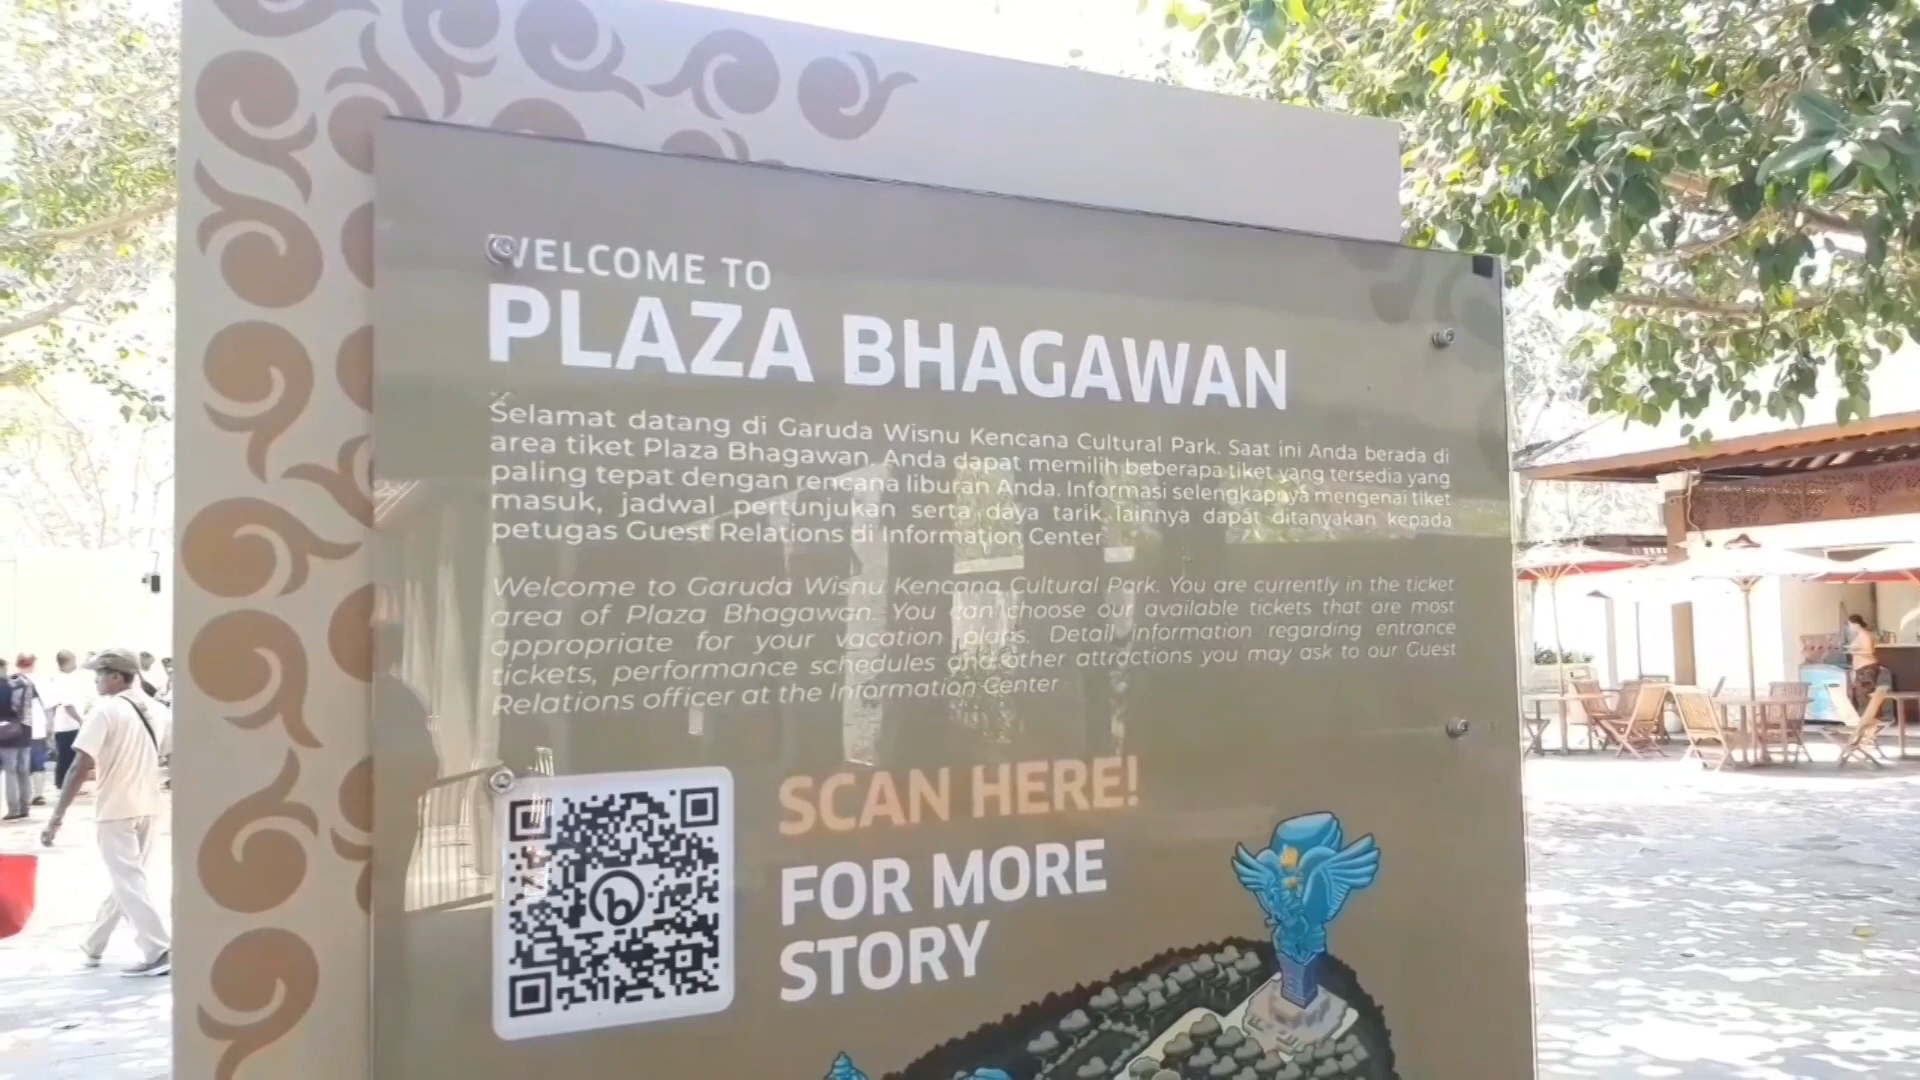 WELCOME TO
PLAZA BHAGAWAN
Selamat datang di Garuda Wisnu Kencana Cultural Park. Saat ini Anda berada di
area tiket Plaza Bhagawan. Anda dapat memilih beberapa tiket yang tersedia yang
paling tepat dengan rencana liburan Anda. Informasi selengkapnya mengenai tiket
masuk, jadwal pertunjukan serta daya tarik lainnya dapat ditanyakan kepada
petugas Guest Relations di Information Center
Welcome to Garuda Wisnu Kencana Cultural Park. You are currently in the ticket
area of Plaza Bhagawan. You can choose our available tickets that are most
appropriate for your vacation plans. Detail information regarding entrance
tickets, performance schedules and other attractions you may ask to our Guest
Relations officer at the Information Center
SCAN HERE!
FOR MORE
STORY